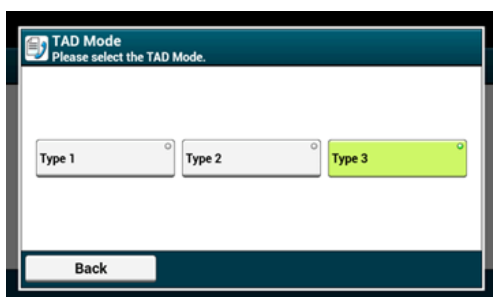 TAD Mode
Please select the TAD Mode.
Type 1
Type 2
Type 3
Back